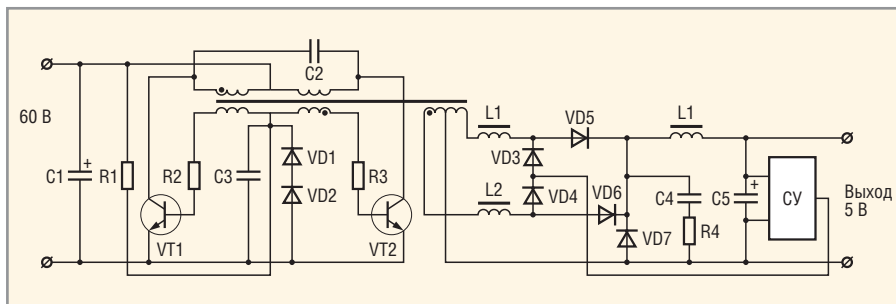 60 В
C1
+
R1
R2
C3
VD1
VD2
R3
VT1
VT2
C2
L1
L2
VD3
VD4
VD5
VD6
VD7
L1
C4
R4
C5
+
СУ
Выход
5 В